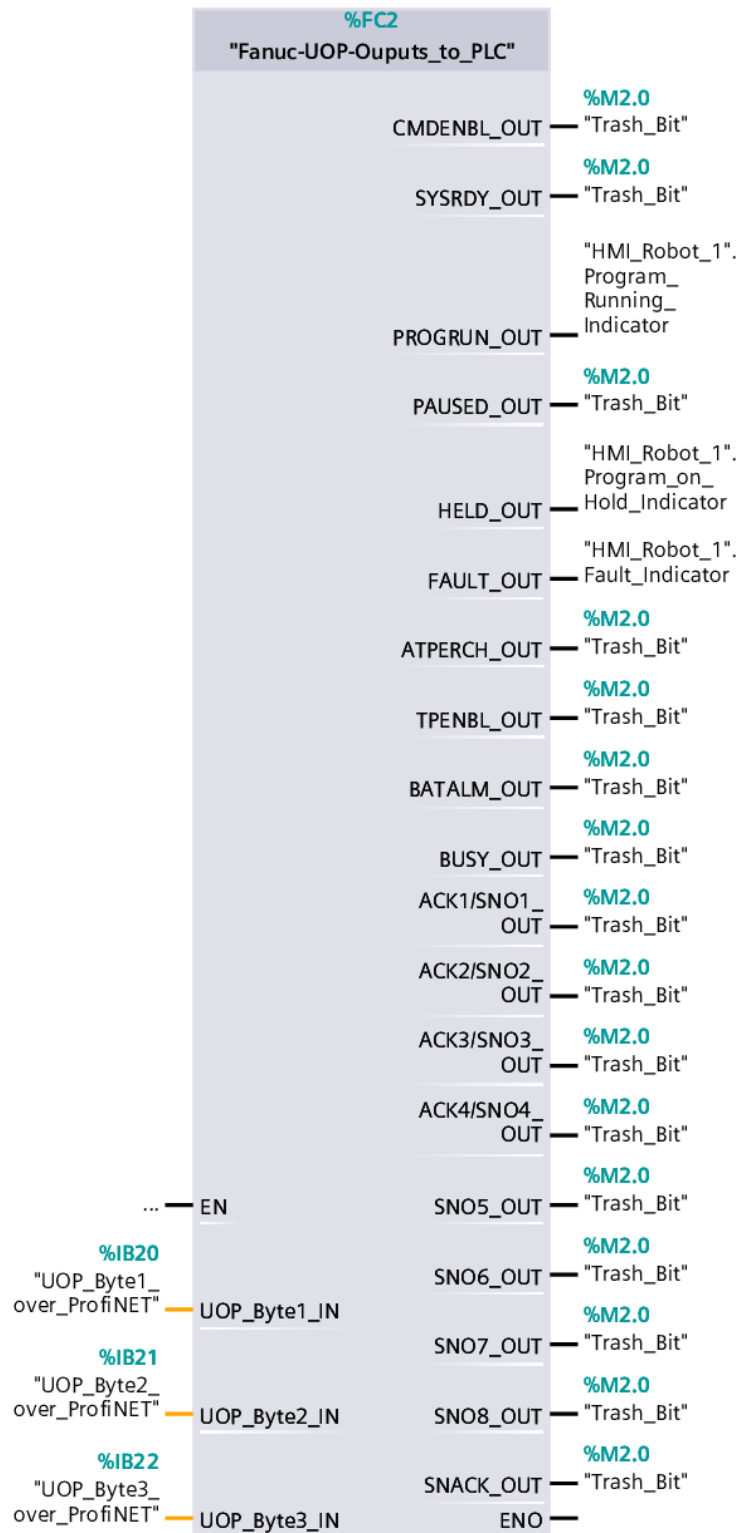 %FC2
"Fanuc-UOP-Ouputs_to_PLC"
%M2.0
CMDENBL_OUT "Trash_Bit"
%M2.0
SYSRDY_OUT "Trash_Bit"
"HMI_Robot_1".
Program_
Running_
PROGRUN_OUT Indicator
%M2.0
PAUSED_OUT "Trash_Bit"
"HMI_Robot_1".
Program_on_
HELD_OUT Hold_Indicator
"HMI_Robot_1".
FAULT_OUT Fault_Indicator
%M2.0
ATPERCH_OUT "Trash_Bit"
%M2.0
TPENBL_OUT "Trash_Bit"
%M2.0
BATALM_OUT "Trash_Bit"
%M2.0
BUSY_OUT "Trash_Bit"
ACK1/SNO1_ %M2.0
OUT "Trash_Bit"
ACK2/SNO2_ %M2.0
OUT "Trash_Bit"
ACK3/SNO3_ %M2.0
OUT "Trash_Bit"
ACK4/SNO4_ %M2.0
OUT "Trash_Bit"
%M2.0
... EN SNO5_OUT "Trash_Bit"
%IB20 %M2.0
"UOP_Byte1_ SNO6_OUT "Trash_Bit"
over_ProfiNET" UOP_Byte1_IN
%M2.0
SNO7_OUT "Trash_Bit"
%IB21
"UOP_Byte2_ %M2.0
over_ProfiNET" UOP_Byte2_IN SNO8_OUT "Trash_Bit"
%IB22 %M2.0
"UOP_Byte3_ SNACK_OUT "Trash_Bit"
over_ProfiNET" UOP_Byte3_IN ENO